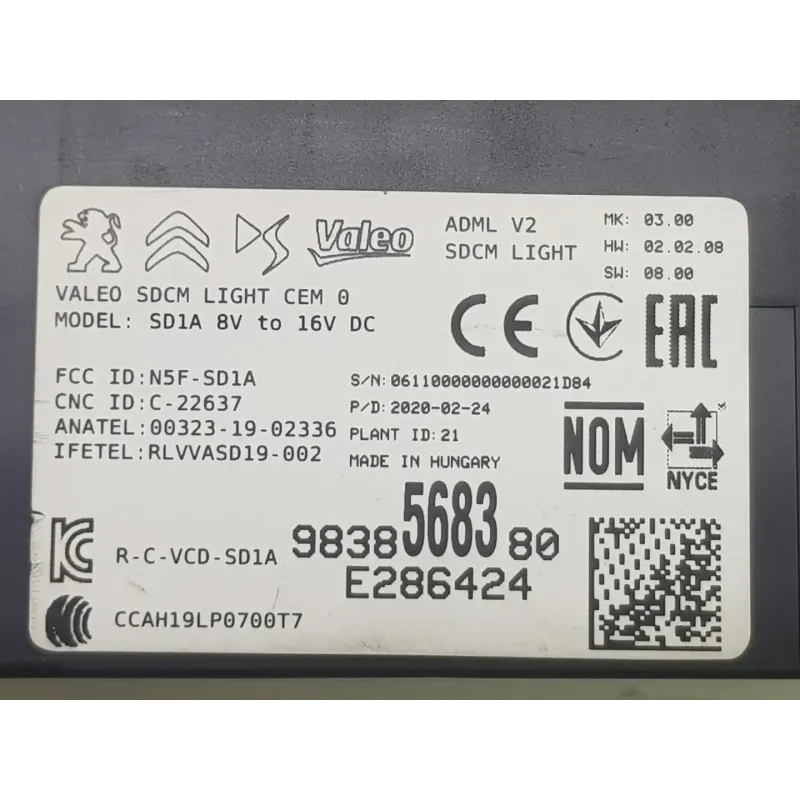 Valeo
ADML V2
SDCM LIGHT
MK: 03.00
HW: 02.02.08
SW: 08.00
VALEO SDCM LIGHT CEM 0
MODEL: SD1A 8V to 16V DC
CE
EAC
FCC ID:N5F-SD1A
CNC ID:C-22637
ANATEL:00323-19-02336
IFETEL:RLVVASD19-002
S/N:06110000000000021D84
P/D:2020-02-24
PLANT ID:21
MADE IN HUNGARY
NOM
NYCE
R-C-VCD-SD1A
9838568380
E286424
CCAH19LP0700T7